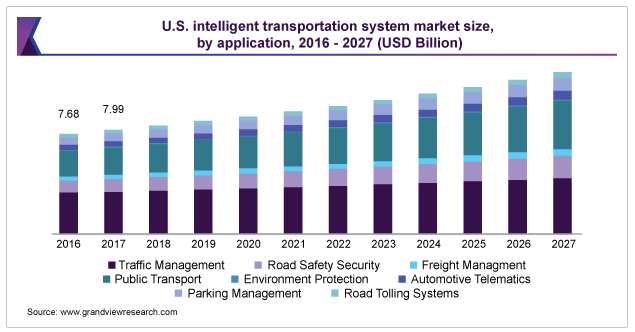 U.S. intelligent transportation system market size,
by application, 2016 - 2027 (USD Billion)
7.68
7.99
2016 2017 2018 2019 2020 2021 2022 2023 2024 2025 2026 2027
Traffic Management Road Safety Security Freight Managment
Public Transport Environment Protection Automotive Telematics
Parking Management Road Tolling Systems
Source: www.grandviewresearch.com